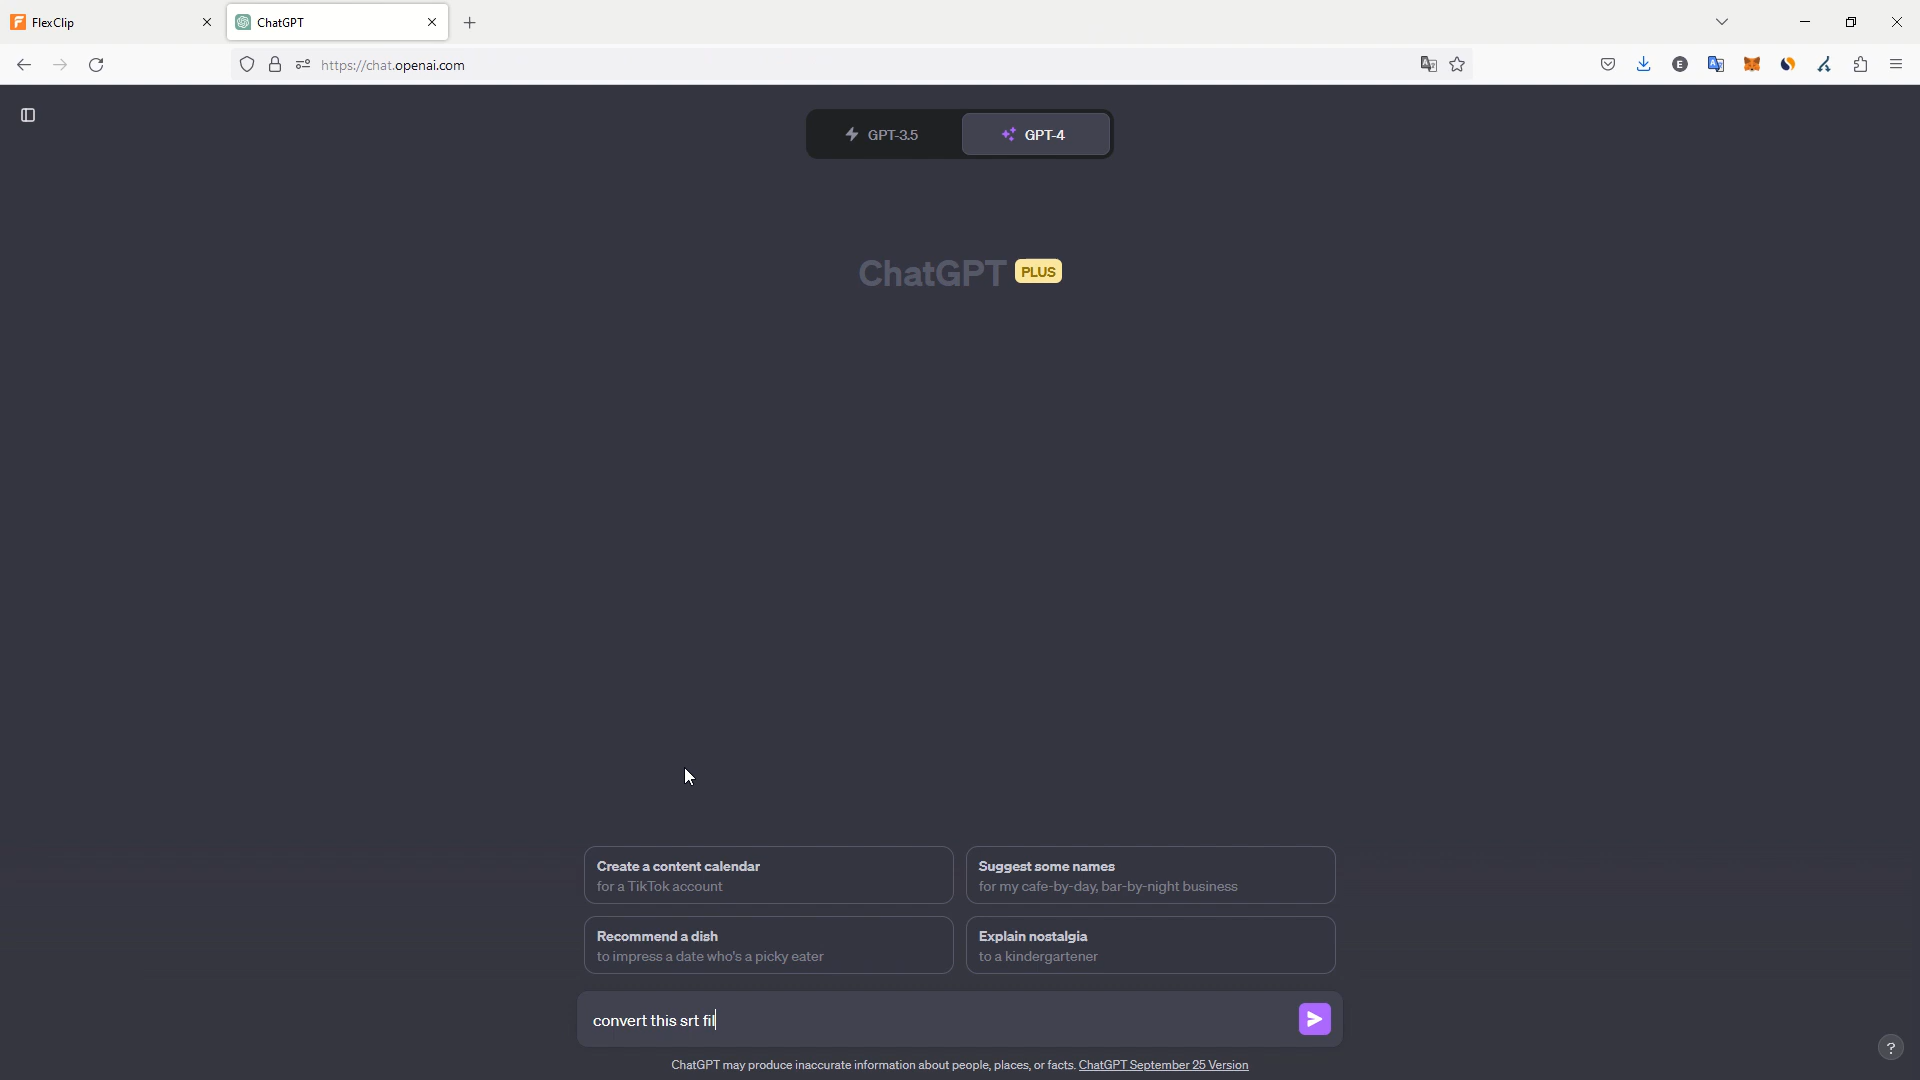 FlexClip
ChatGPT
https://chat.openai.com
GPT-3.5
GPT-4
ChatGPT PLUS
Create a content calendar
for a TikTok account
Suggest some names
for my cafe-by-day, bar-by-night business
Recommend a dish
to impress a date who's a picky eater
Explain nostalgia
to a kindergartener
convert this srt fil
ChatGPT may produce inaccurate information about people, places, or facts. ChatGPT September 25 Version
?